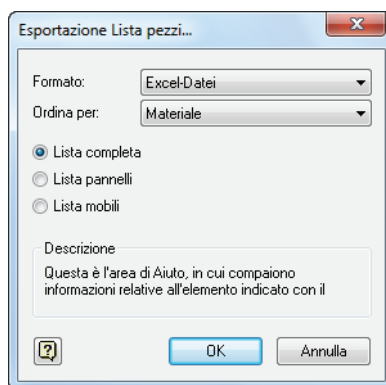 Esportazione Lista pezzi...
Formato: Excel-Datei
Ordina per: Materiale
Lista completa
Lista pannelli
Lista mobili
Descrizione
Questa è l'area di Aiuto, in cui compaiono
informazioni relative all'elemento indicato con il
OK Annulla